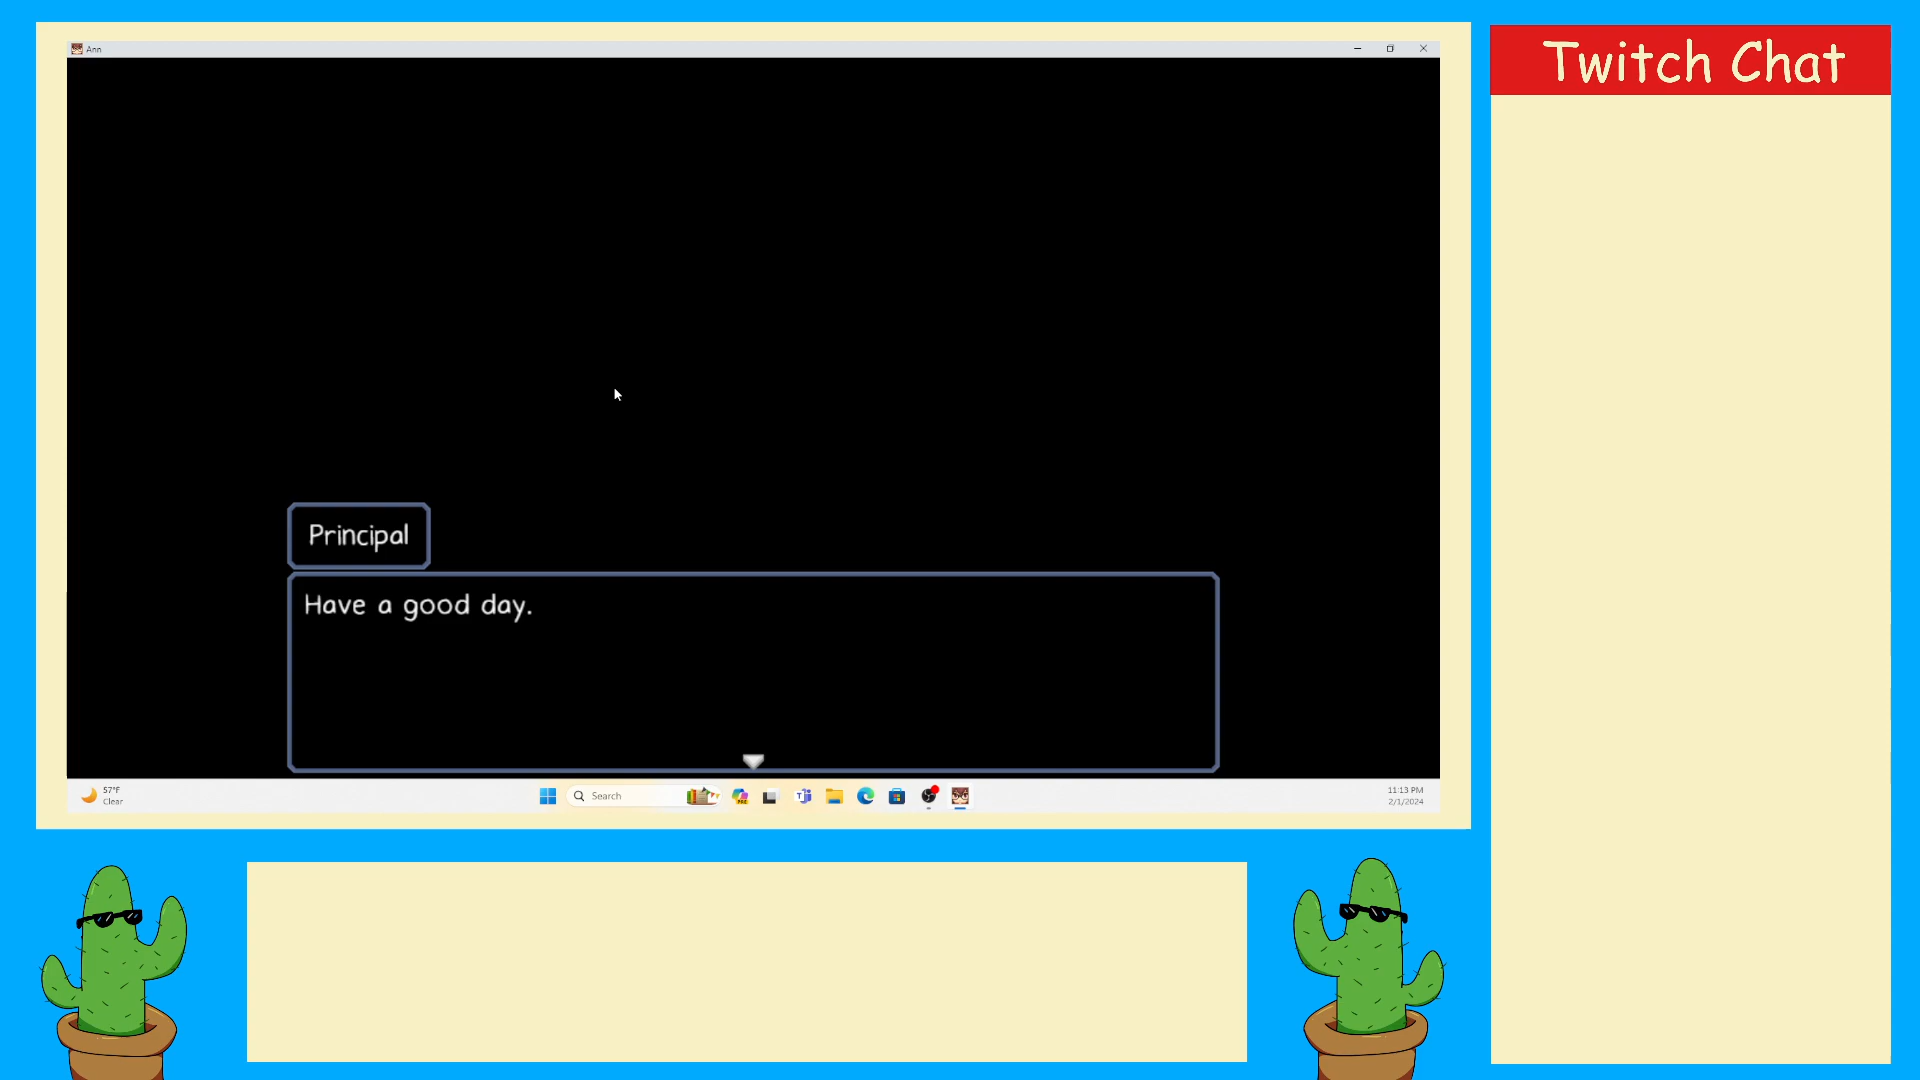 Ann
Twitch Chat
Principal
Have a good day.
57°F
Clear
Search
11:13 PM
2/1/2024